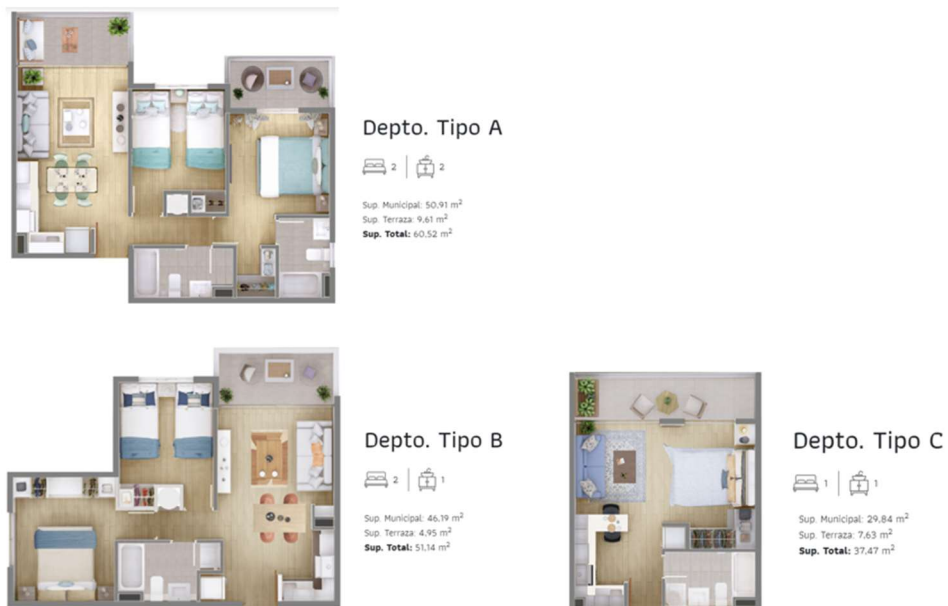 Depto. Tipo A
2 2
Sup. Municipal: 50,91 m²
Sup. Terraza: 9,61 m²
Sup. Total: 60,52 m²
Depto. Tipo B
2 1
Sup. Municipal: 46,19 m²
Sup. Terraza: 4,95 m²
Sup. Total: 51,14 m²
Depto. Tipo C
1 1
Sup. Municipal: 29,84 m²
Sup. Terraza: 7,63 m²
Sup. Total: 37,47 m²